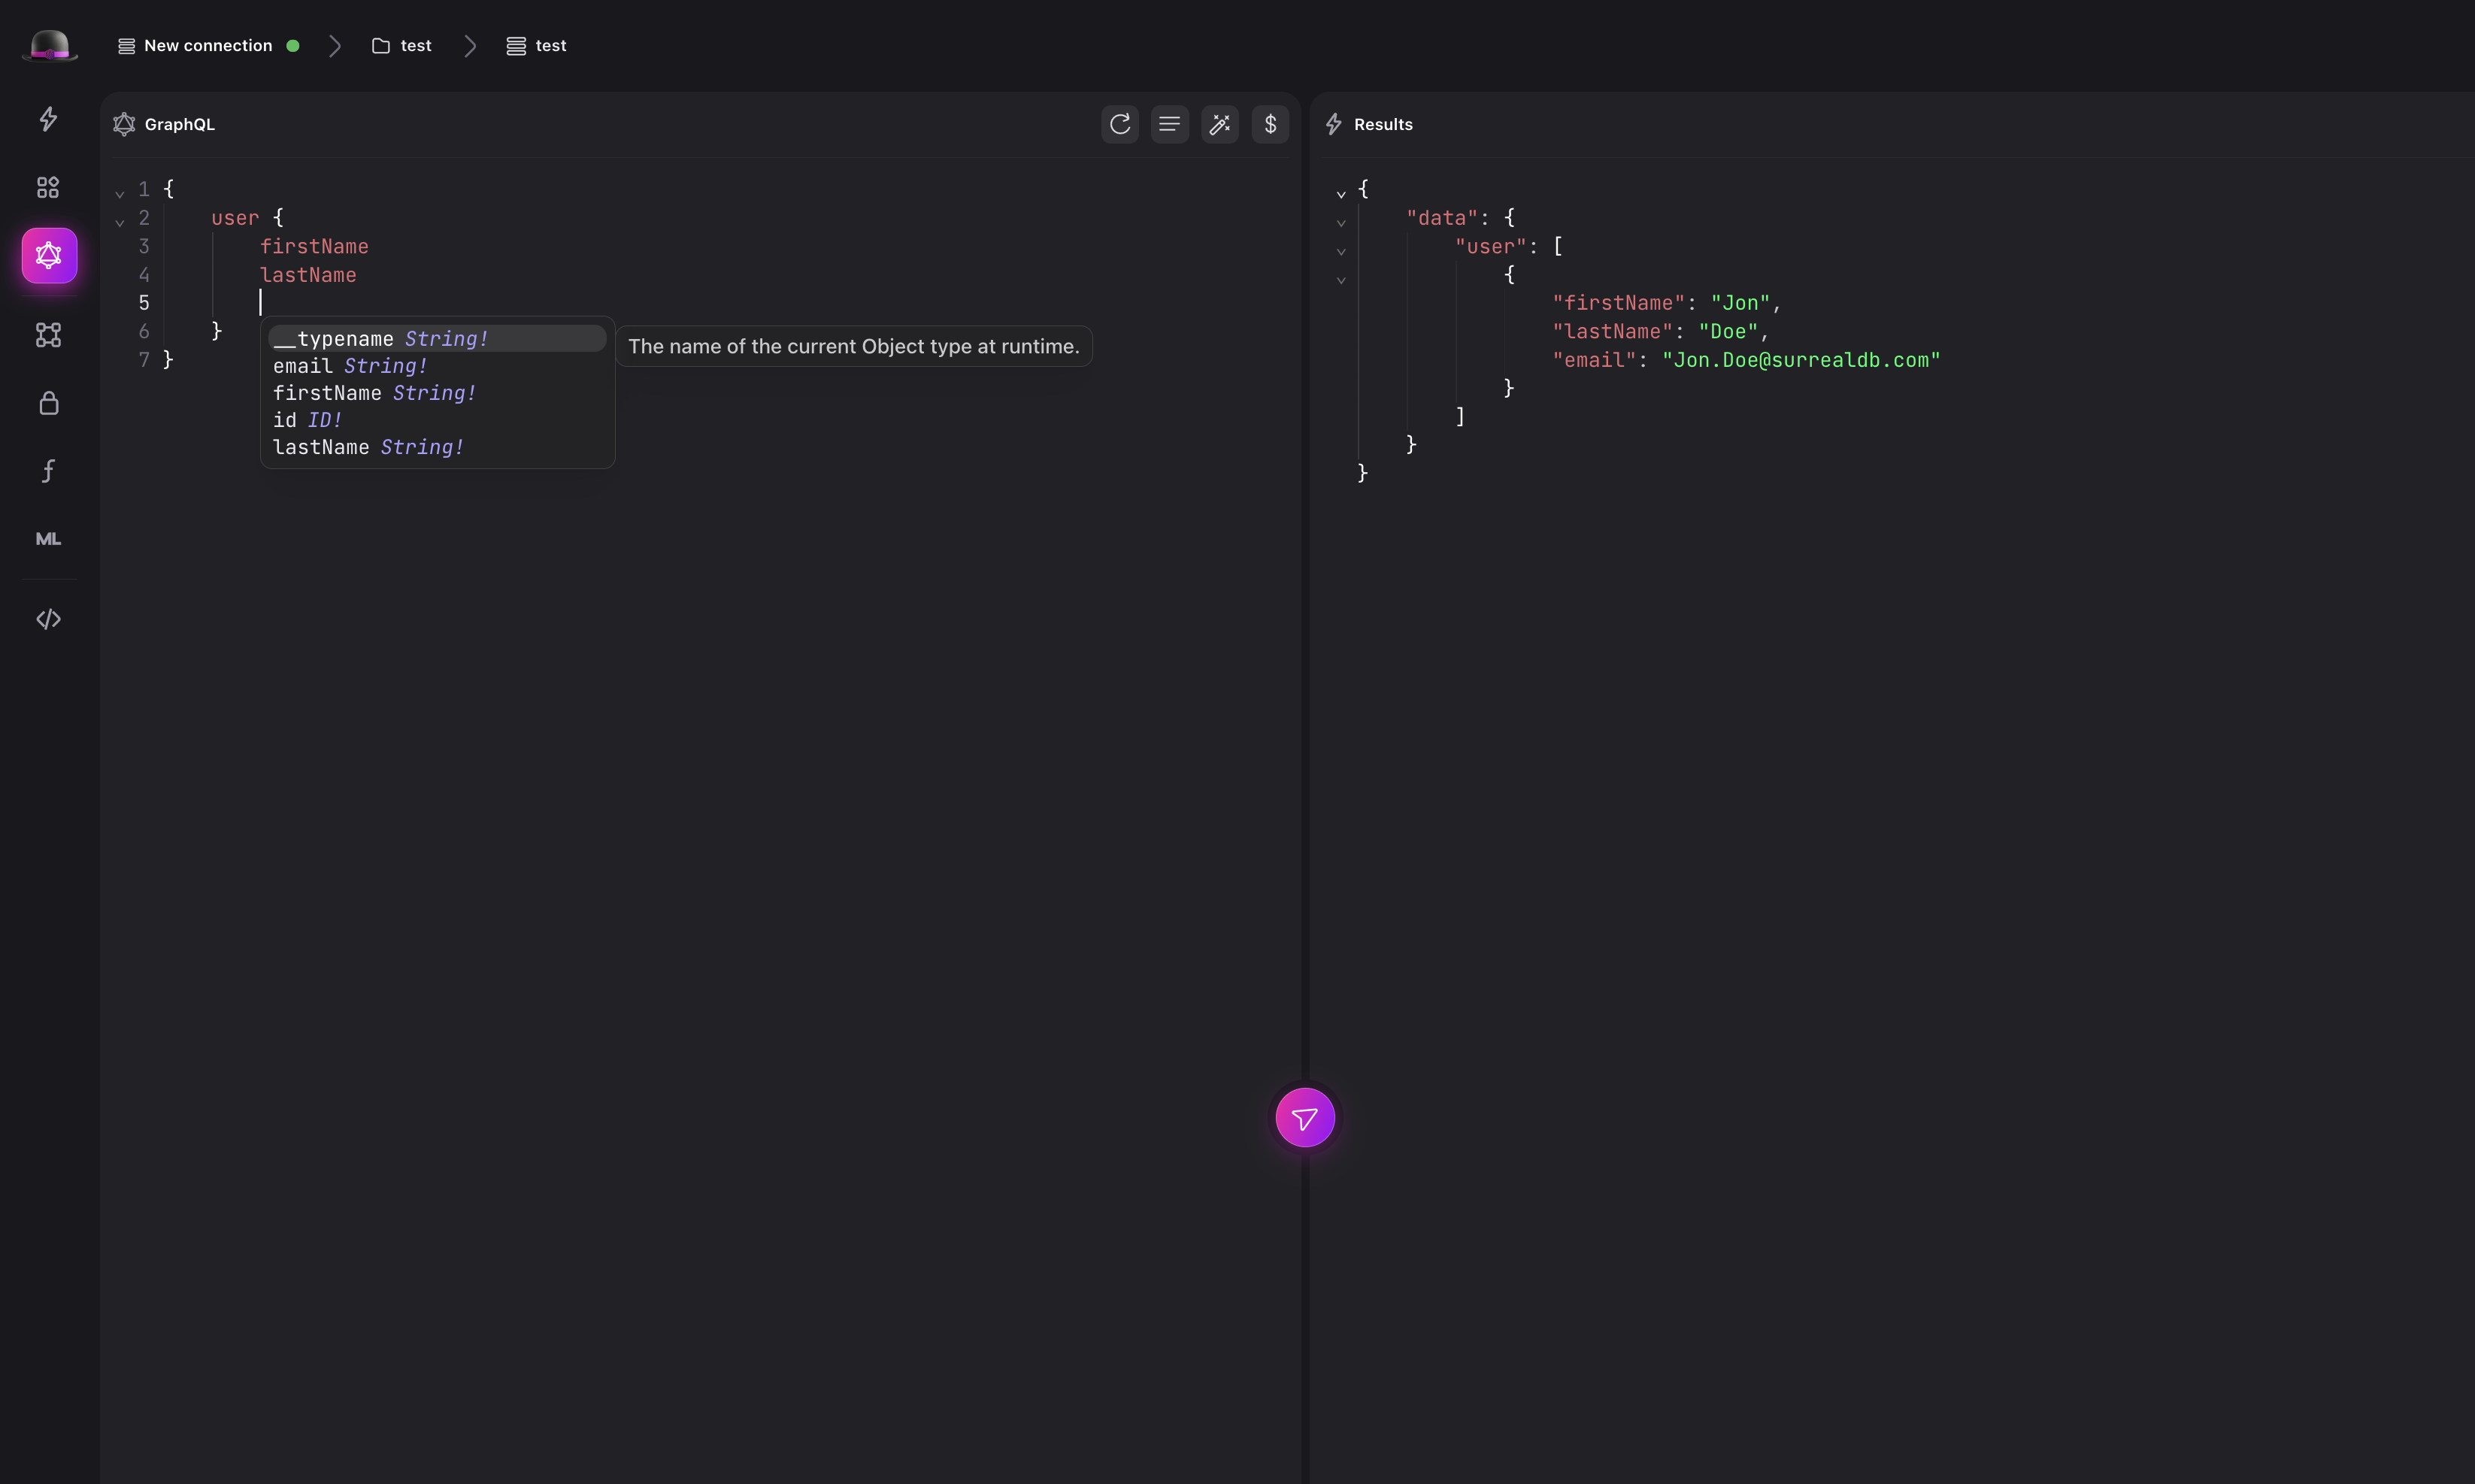 New connection test test
GraphQL
1 {
2 user {
3 firstName
4 lastName
5
6 }
7 }
__typename String!
email String!
firstName String!
id ID!
lastName String!
The name of the current Object type at runtime.
ML
$
Results
{
"data": {
"user": [
{
"firstName": "Jon",
"lastName": "Doe",
"email": "Jon.Doe@surrealdb.com"
}
]
}
}